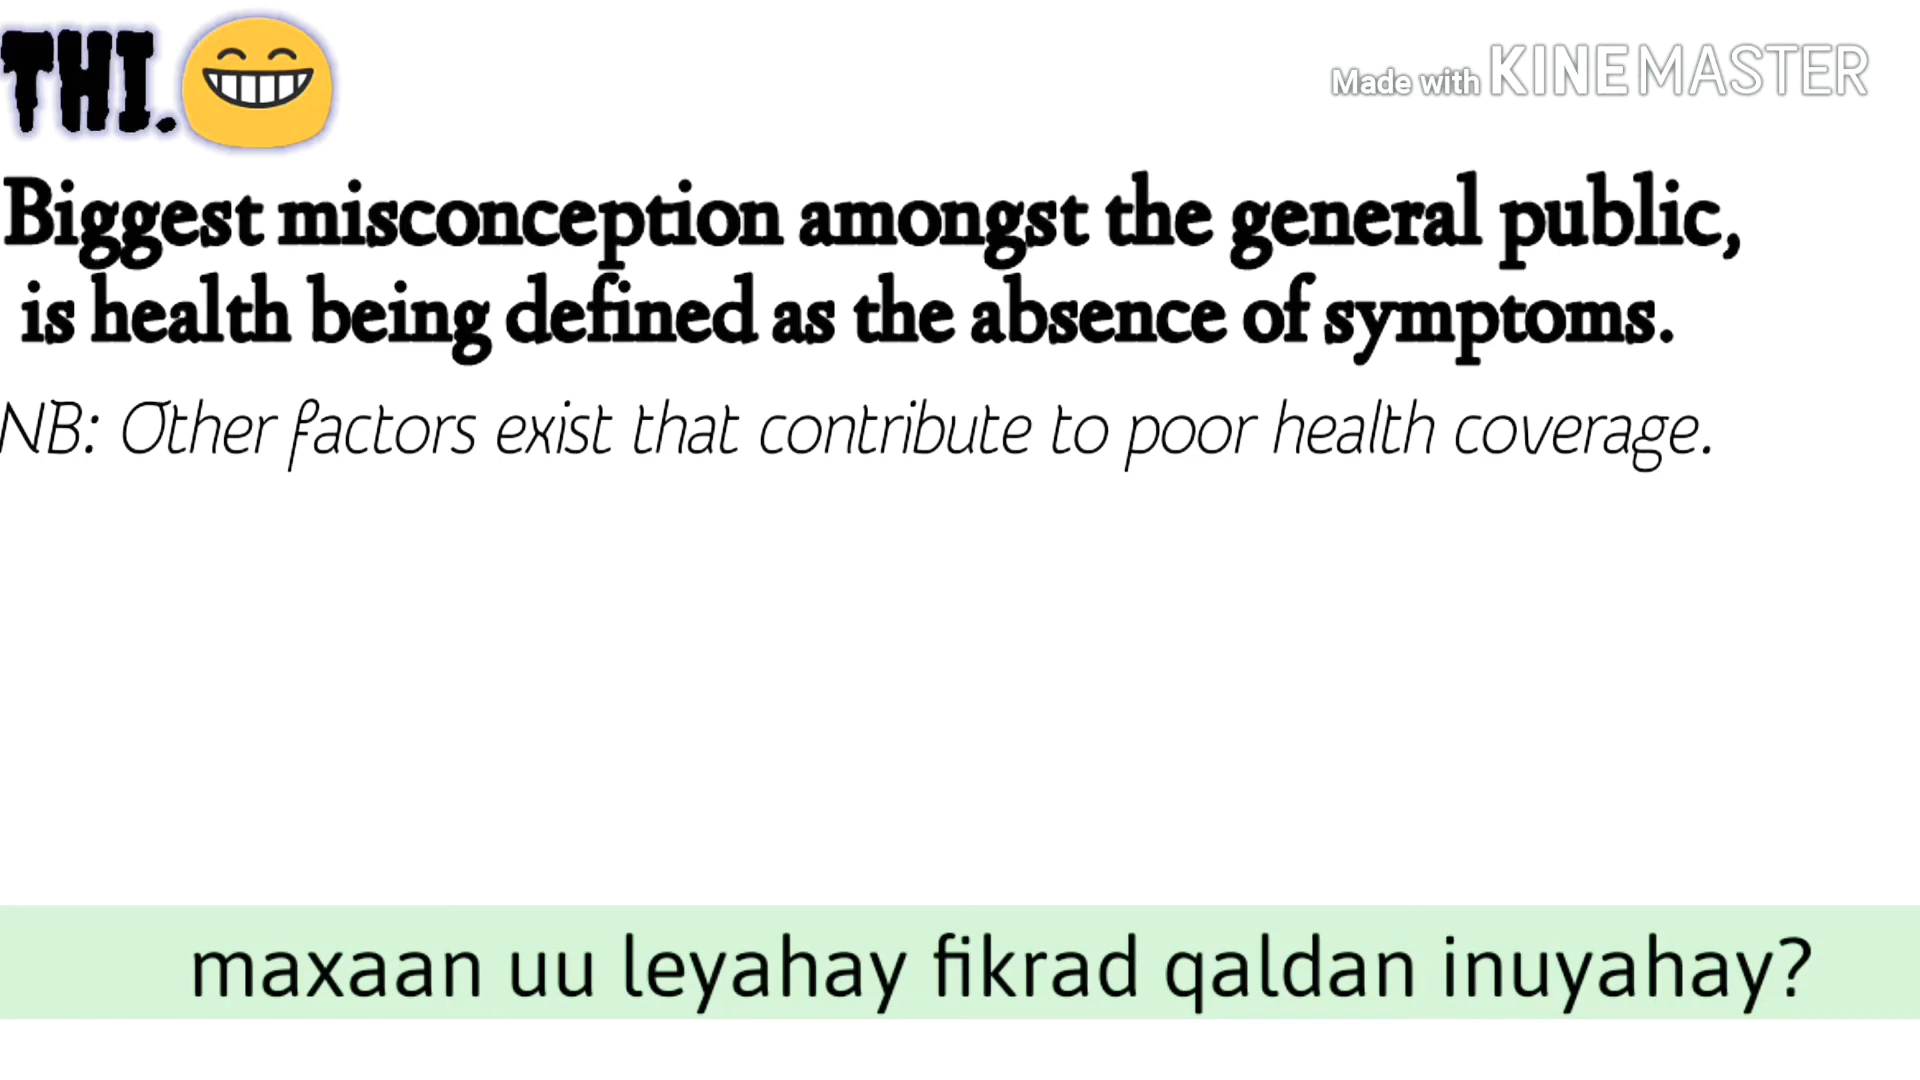 THI.
Made with KINEMASTER
Biggest misconception amongst the general public,
is health being defined as the absence of symptoms.
NB: Other factors exist that contribute to poor health coverage.
maxaan uu leyahay fikrad qaldan inuyahay?